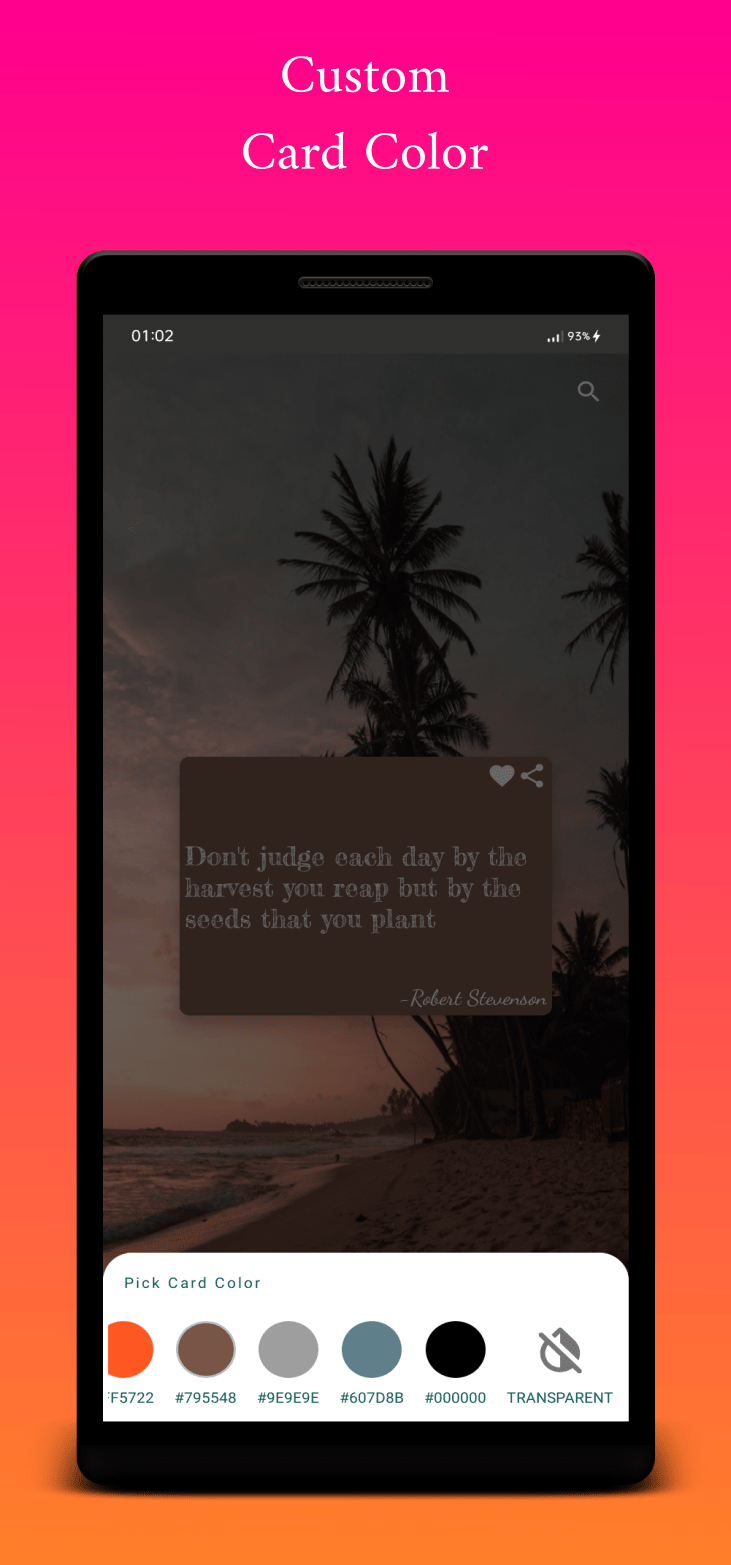 Custom
Card Color
01:02
93%
Don't judge each day by the
harvest you reap but by the
seeds that you plant
-Robert Stevenson
Pick Card Color
FF5722 #795548 #9E9E9E #607D8B #000000 TRANSPARENT